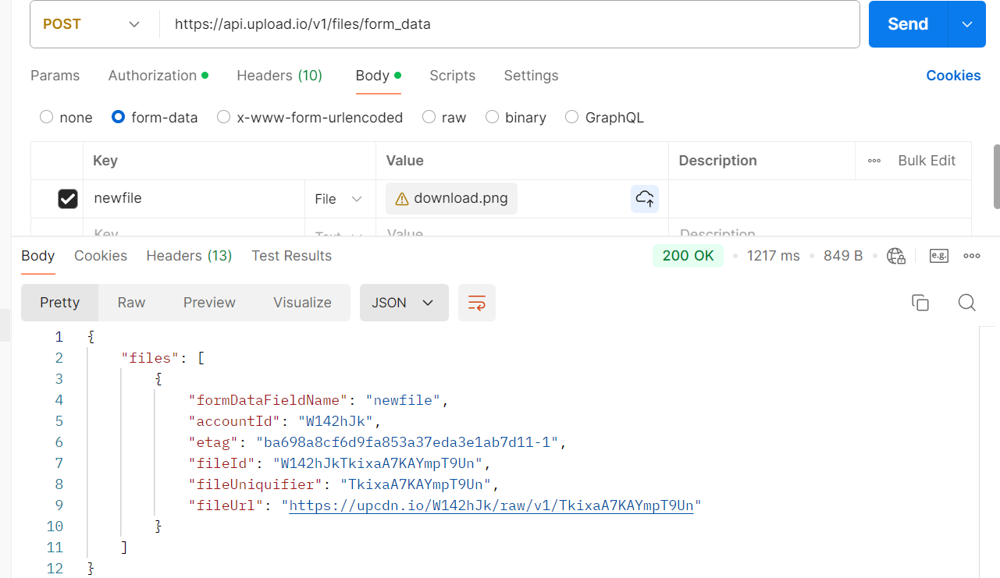 POST https://api.upload.io/v1/files/form_data Send
Params Authorization Headers (10) Body Scripts Settings Cookies
none form-data x-www-form-urlencoded raw binary GraphQL
Key Value Description Bulk Edit
newfile File download.png
Key Text Value Description
Body Cookies Headers (13) Test Results 200 OK 1217 ms 849 B e.g.
Pretty Raw Preview Visualize JSON
1 {
2 "files": [
3 {
4 "formDataFieldName": "newfile",
5 "accountId": "W142hJk",
6 "etag": "ba698a8cf6d9fa853a37eda3e1ab7d11-1",
7 "fileId": "W142hJkTkixaA7KAYmpT9Un",
8 "fileUniquifier": "TkixaA7KAYmpT9Un",
9 "fileUrl": "https://upcdn.io/W142hJk/raw/v1/TkixaA7KAYmpT9Un"
10 }
11 ]
12 }